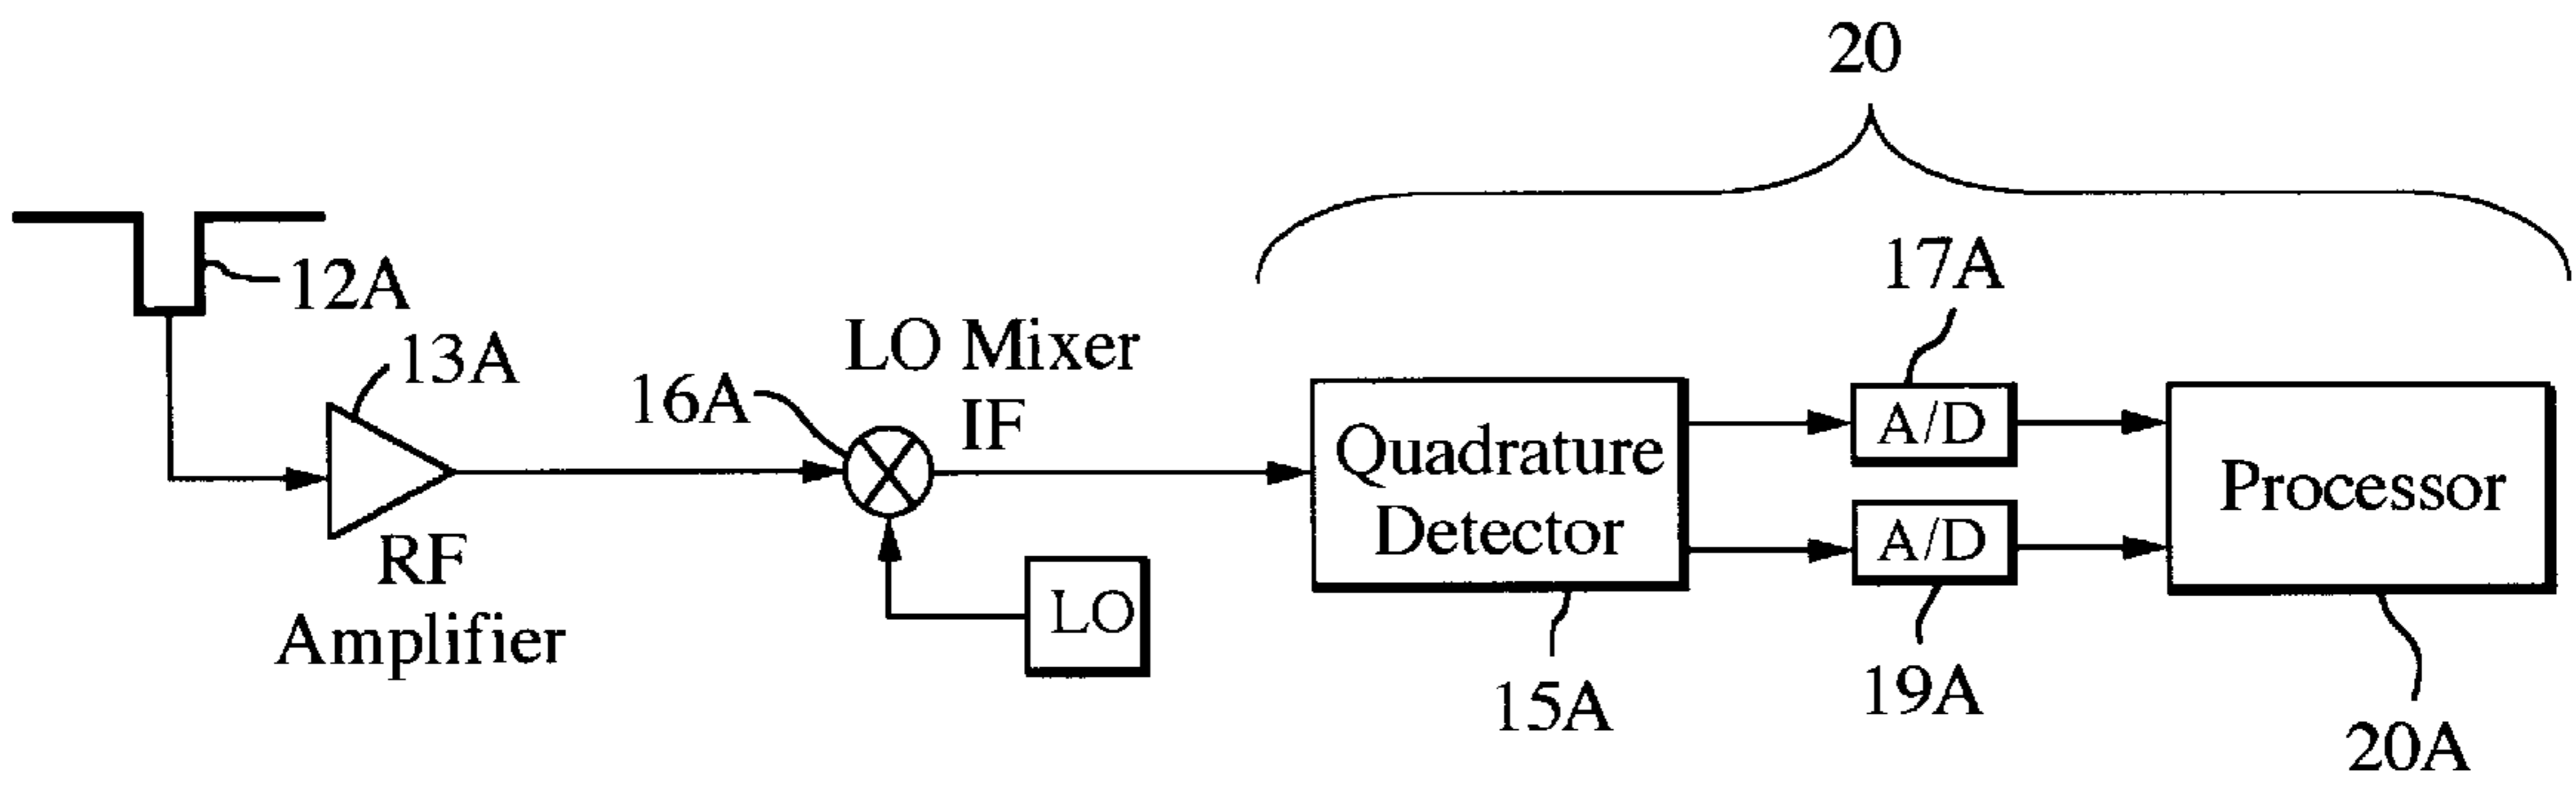 20
12A
13A
RF
Amplifier
16A
LO Mixer
IF
LO
Quadrature
Detector
15A
17A
A/D
A/D
19A
Processor
20A